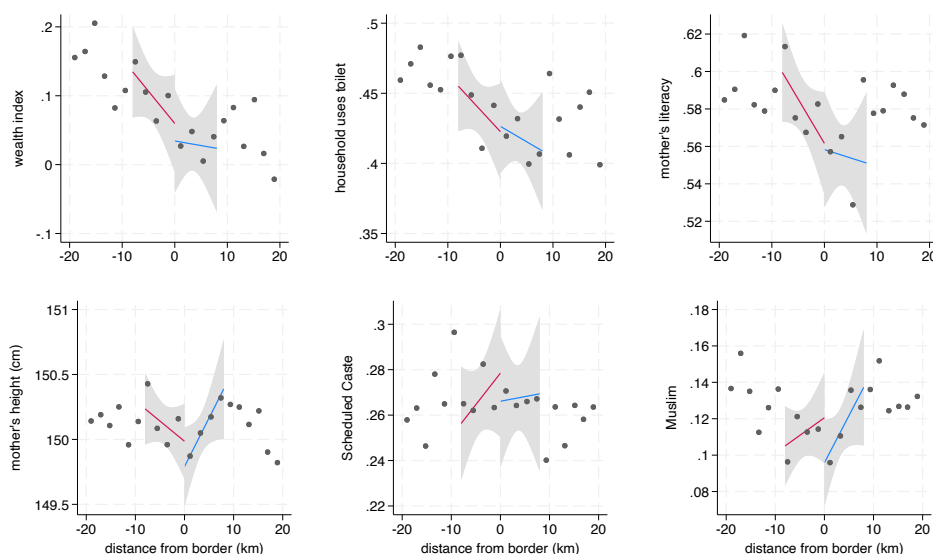 wealth index
.2
.1
0
-.1
-20 -10 0 10 20
household uses toilet
.5
.45
.4
.35
-20 -10 0 10 20
mother's literacy
.62
.6
.58
.56
.54
.52
-20 -10 0 10 20
mother's height (cm)
151
150.5
150
149.5
-20 -10 0 10 20
distance from border (km)
Scheduled Caste
.3
.28
.26
.24
.22
-20 -10 0 10 20
distance from border (km)
Muslim
.18
.16
.14
.12
.1
.08
-20 -10 0 10 20
distance from border (km)